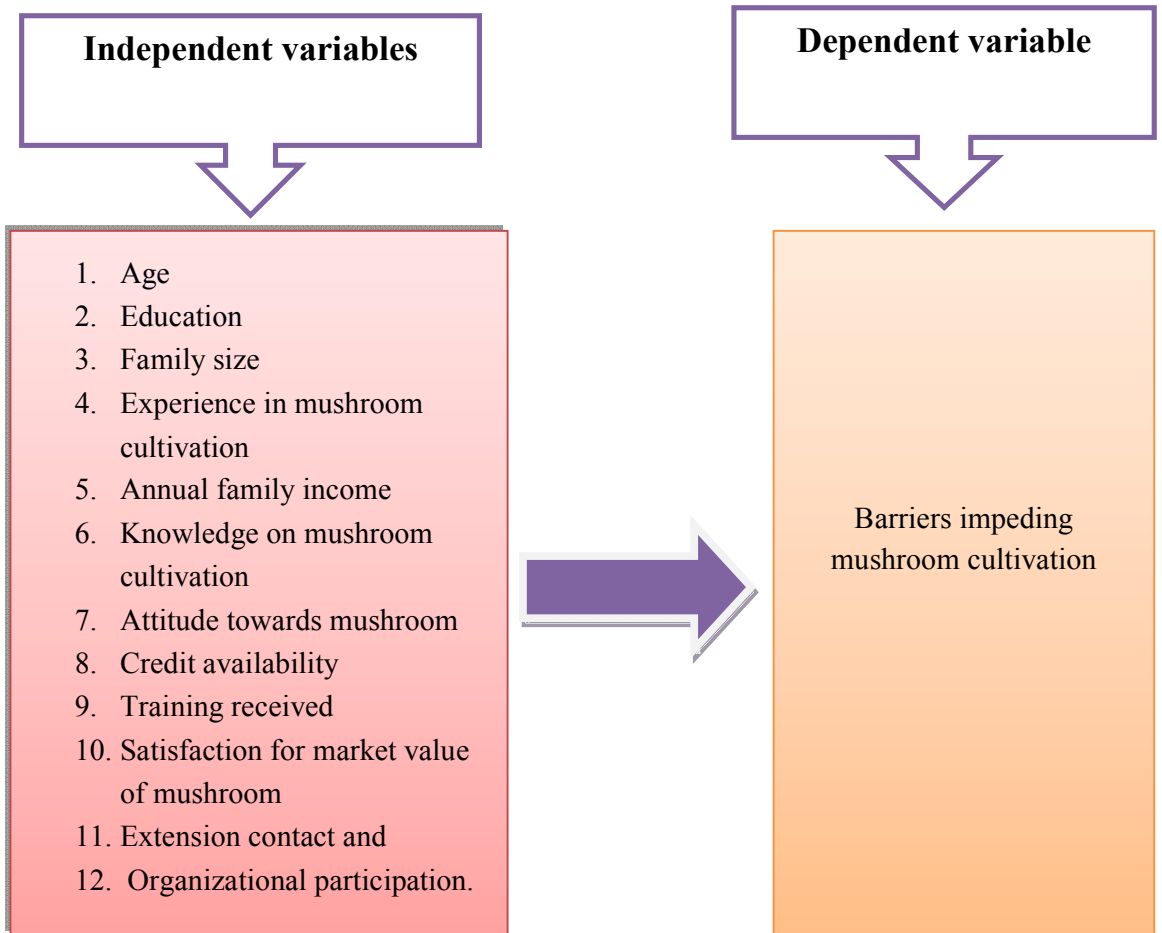 Independent variables
Dependent variable
1. Age
2. Education
3. Family size
4. Experience in mushroom
cultivation
5. Annual family income
6. Knowledge on mushroom
cultivation
7. Attitude towards mushroom
8. Credit availability
9. Training received
10. Satisfaction for market value
of mushroom
11. Extension contact and
12. Organizational participation.
Barriers impeding
mushroom cultivation